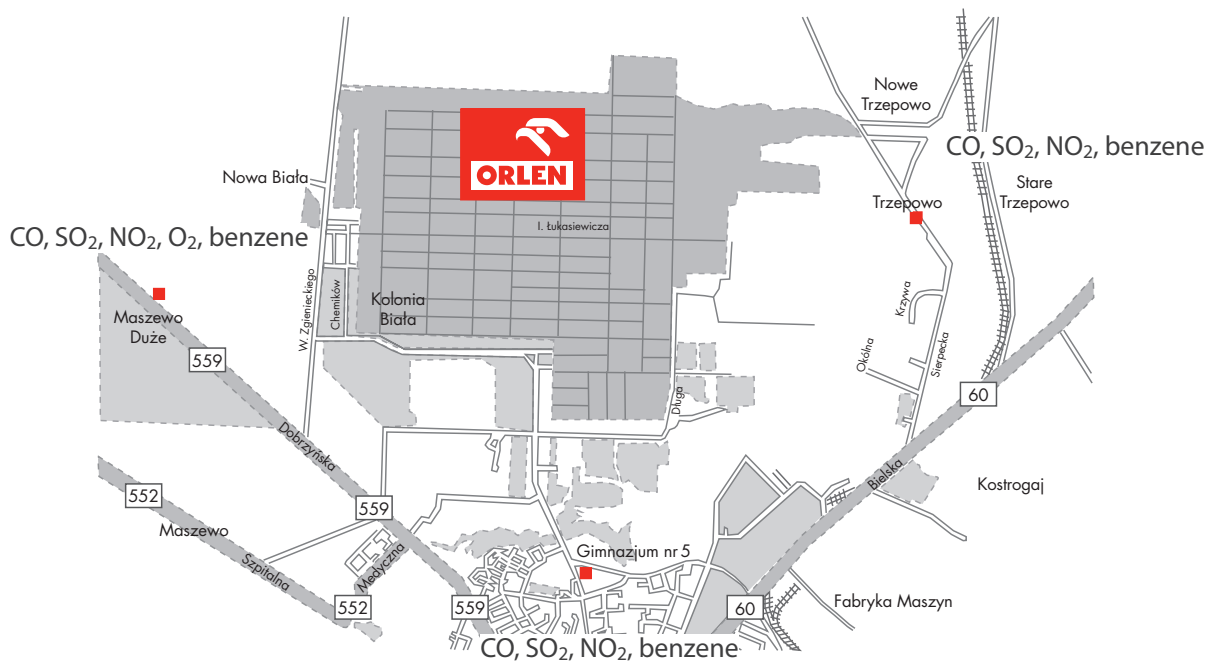 Nowe
Trzepowo
CO, SO₂, NO₂, benzene
ORLEN
Nowa Biała
Stare
Trzepowo
Trzepowo
I. Łukasiewicza
CO, SO₂, NO₂, O₂, benzene
W. Zgienieckiego
Chemików
Kolonia
Biała
Krzywa
Maszewo
Duże
559
Okólna
Sierpecka
60
Długa
Dobrzyńska
Bielska
Kostrogaj
552
559
Maszewo
Gimnazjum nr 5
Szpitalna
Medyczna
552
559
60
Fabryka Maszyn
CO, SO₂, NO₂, benzene